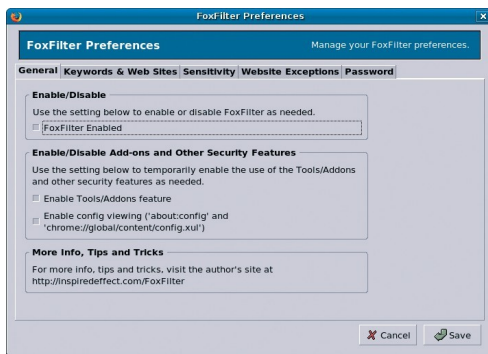 FoxFilter Preferences
FoxFilter Preferences
Manage your FoxFilter preferences.
General Keywords & Web Sites Sensitivity Website Exceptions Password
Enable/Disable
Use the setting below to enable or disable FoxFilter as needed.
FoxFilter Enabled
Enable/Disable Add-ons and Other Security Features
Use the setting below to temporarily enable the use of the Tools/Addons
and other security features as needed.
Enable Tools/Addons feature
Enable config viewing ('about:config' and
'chrome://global/content/config.xul')
More Info, Tips and Tricks
For more info, tips and tricks, visit the author's site at
http://inspiredeffect.com/FoxFilter
Cancel
Save